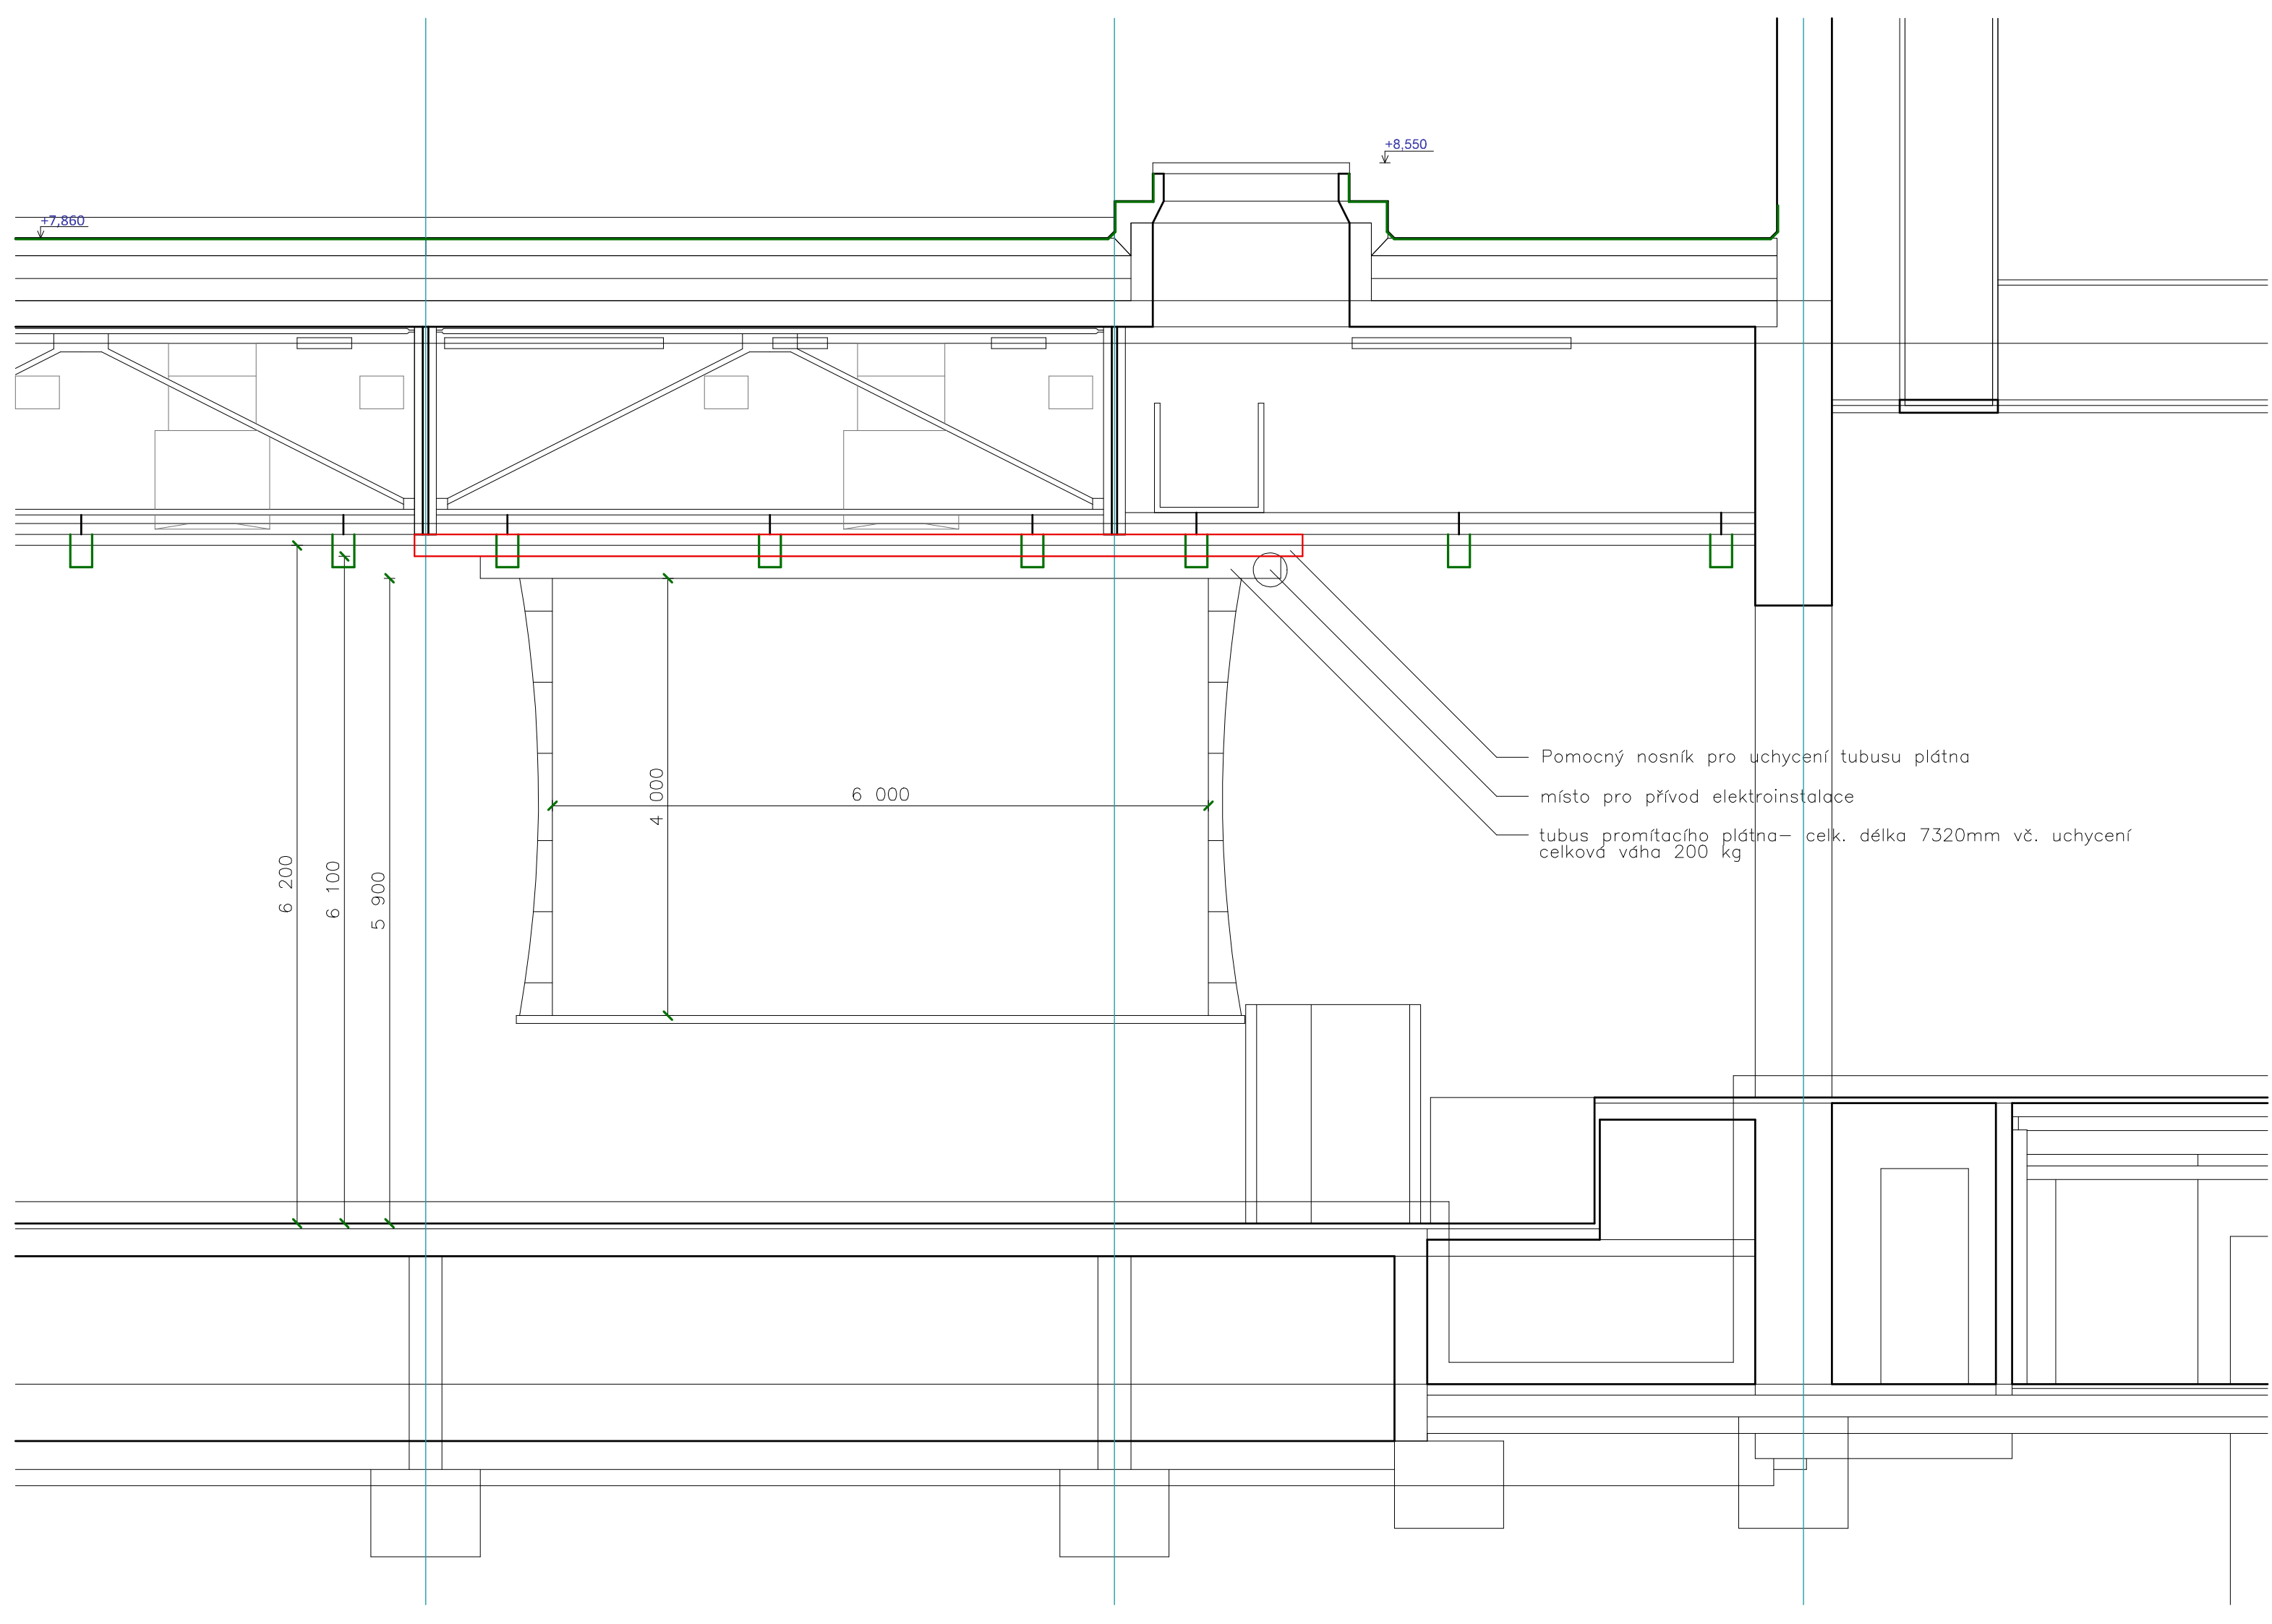 +8,550
+7,860
Pomocný nosník pro uchycení tubusu plátna
6 000
4 000
místo pro přívod elektroinstalace
tubus promítacího plátna– celk. délka 7320mm vč. uchycení
celková váha 200 kg
6 200
6 100
5 900